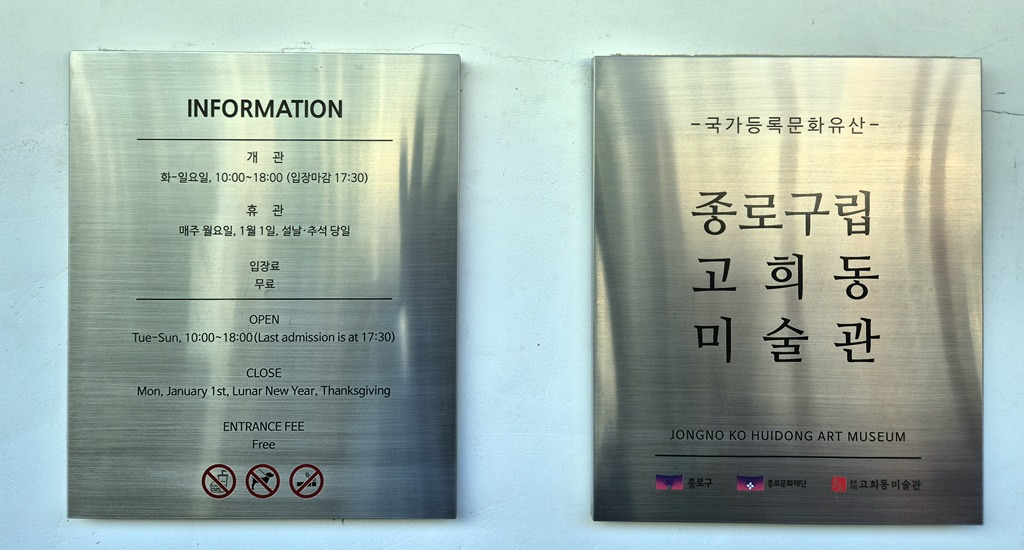 INFORMATION
개 관
화-일요일, 10:00~18:00 (입장마감 17:30)
휴 관
매주 월요일, 1월 1일, 설날·추석 당일
입장료
무료
OPEN
Tue-Sun, 10:00~18:00(Last admission is at 17:30)
CLOSE
Mon, January 1st, Lunar New Year, Thanksgiving
ENTRANCE FEE
Free
-국가등록문화유산-
종로구립
고 희 동
미 술 관
JONGNO KO HUIDONG ART MUSEUM
종로구
종로문화재단
고희동미술관